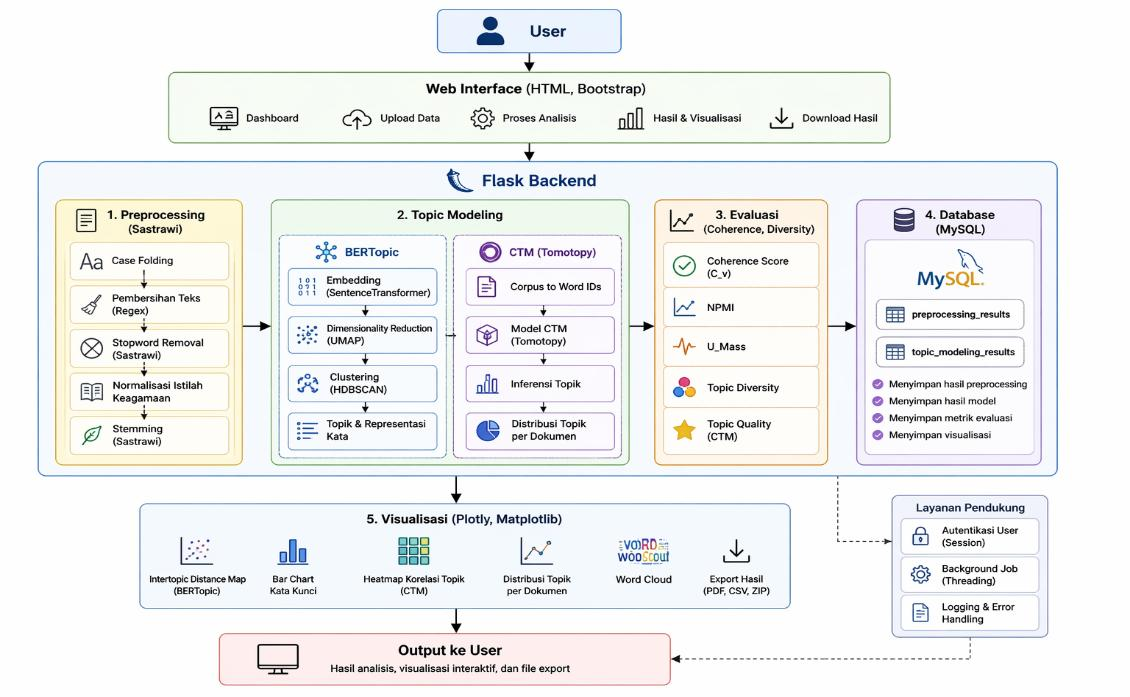 User
Web Interface (HTML, Bootstrap)
Dashboard
Upload Data
Proses Analisis
Hasil & Visualisasi
Download Hasil
Flask Backend
1. Preprocessing
(Sastrawi)
Aa
Case Folding
Pembersihan Teks
(Regex)
Stopword Removal
(Sastrawi)
Normalisasi Istilah
Keagamaan
Stemming
(Sastrawi)
2. Topic Modeling
BERTopic
Embedding
(SentenceTransformer)
Dimensionality Reduction
(UMAP)
Clustering
(HDBSCAN)
Topik & Representasi
Kata
CTM (Tomotopy)
Corpus to Word IDs
Model CTM
(Tomotopy)
Inferensi Topik
Distribusi Topik
per Dokumen
3. Evaluasi
(Coherence, Diversity)
Coherence Score
(C_v)
NPMI
U_Mass
Topic Diversity
Topic Quality
(CTM)
4. Database
(MySQL)
MySQL
preprocessing_results
topic_modeling_results
Menyimpan hasil preprocessing
Menyimpan hasil model
Menyimpan metrik evaluasi
Menyimpan visualisasi
5. Visualisasi (Plotly, Matplotlib)
Intertopic Distance Map
(BERTopic)
Bar Chart
Kata Kunci
Heatmap Korelasi Topik
(CTM)
Distribusi Topik
per Dokumen
Word Cloud
Export Hasil
(PDF, CSV, ZIP)
Layanan Pendukung
Autentikasi User
(Session)
Background Job
(Threading)
Logging & Error
Handling
Output ke User
Hasil analisis, visualisasi interaktif, dan file export